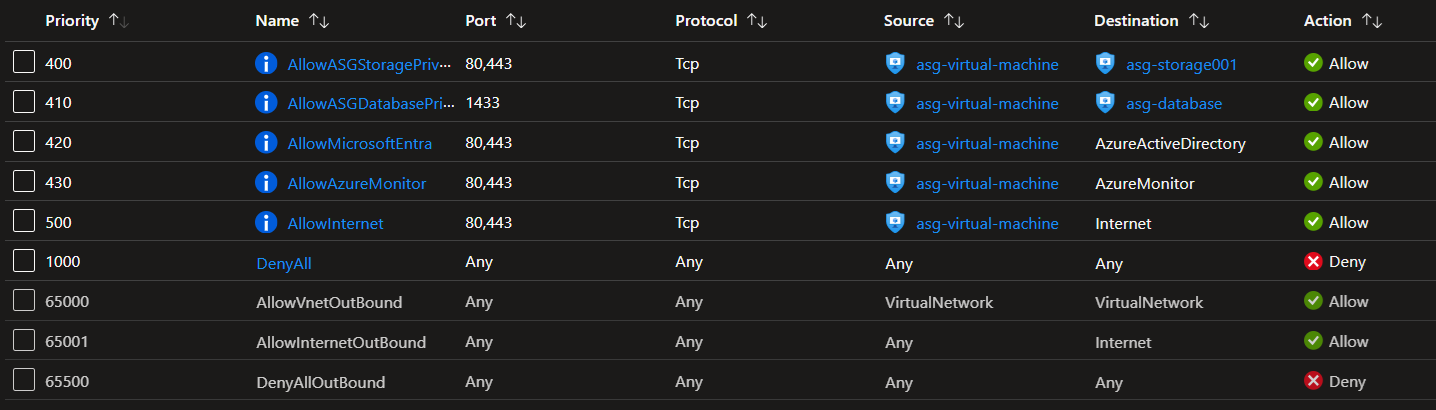 Priority ↑↓ Name ↑↓ Port ↑↓ Protocol ↑↓ Source ↑↓ Destination ↑↓ Action ↑↓
400 AllowASGStoragePriv··· 80,443 Tcp asg-virtual-machine asg-storage001 Allow
410 AllowASGDatabasePri··· 1433 Tcp asg-virtual-machine asg-database Allow
420 AllowMicrosoftEntra 80,443 Tcp asg-virtual-machine AzureActiveDirectory Allow
430 AllowAzureMonitor 80,443 Tcp asg-virtual-machine AzureMonitor Allow
500 AllowInternet 80,443 Tcp asg-virtual-machine Internet Allow
1000 DenyAll Any Any Any Any Deny
65000 AllowVnetOutBound Any Any VirtualNetwork VirtualNetwork Allow
65001 AllowInternetOutBound Any Any Any Internet Allow
65500 DenyAllOutBound Any Any Any Any Deny